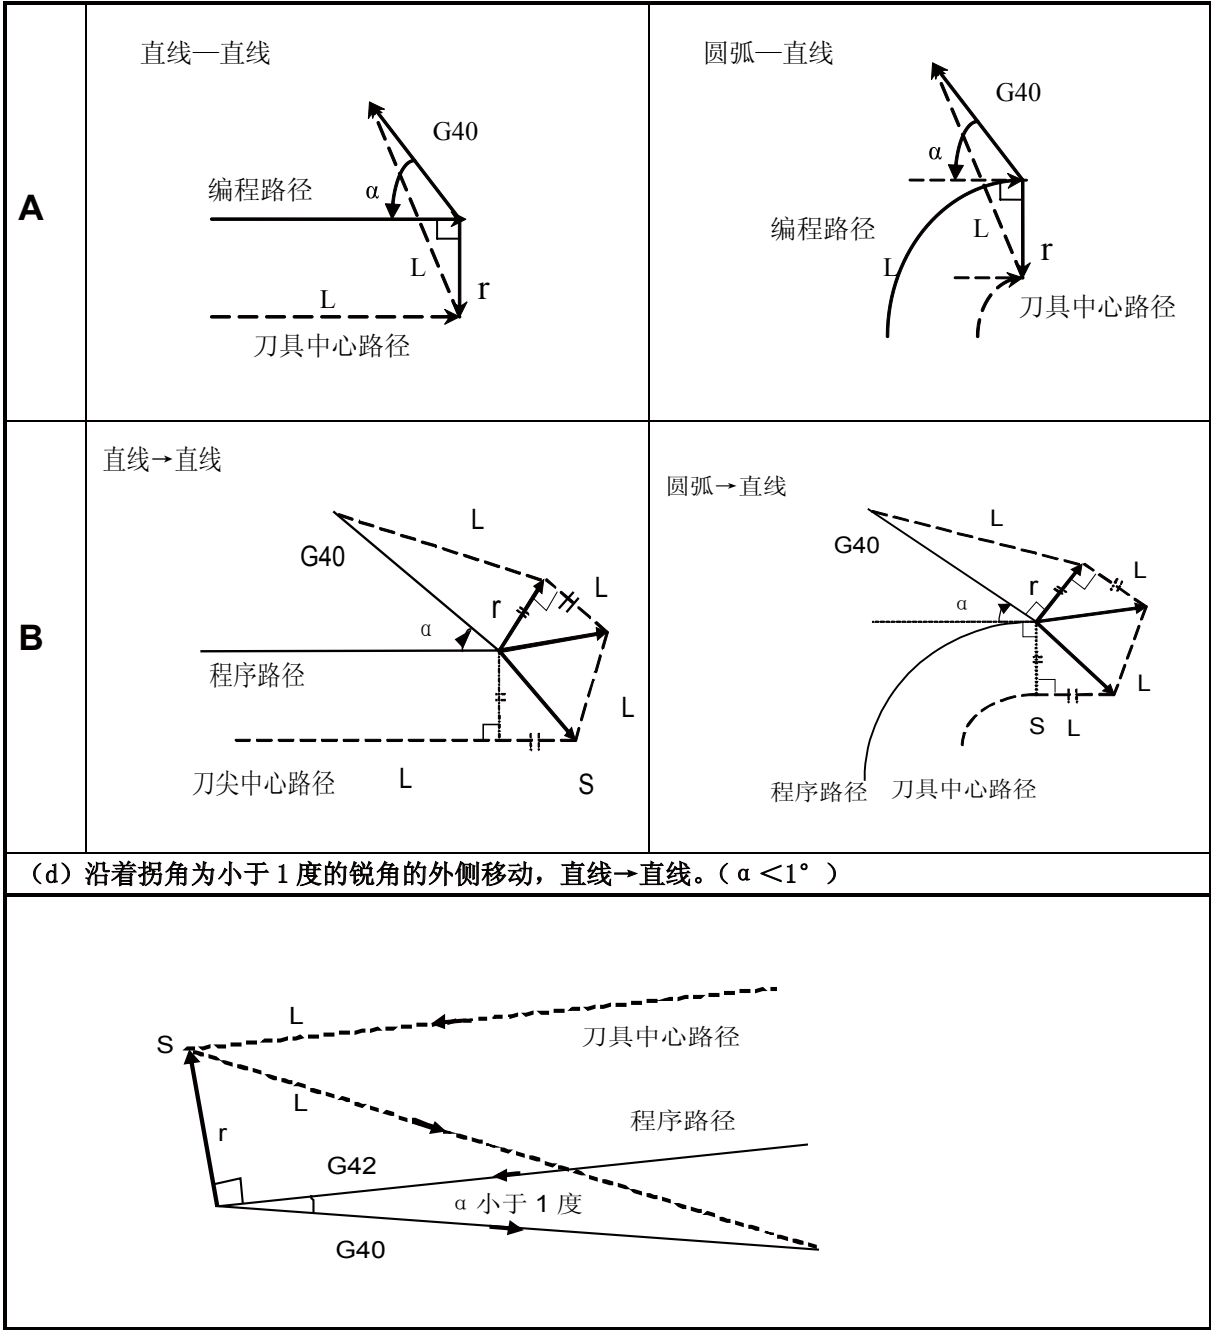 A
直线—直线
G40
α
编程路径
L
r
L
刀具中心路径
圆弧—直线
G40
α
编程路径
L
L
r
刀具中心路径
B
直线→直线
L
G40
L
r
α
程序路径
L
刀尖中心路径
L
S
圆弧→直线
L
G40
L
r
α
L
S
L
程序路径
刀具中心路径
（d）沿着拐角为小于1度的锐角的外侧移动，直线→直线。（α＜1°）
L
刀具中心路径
S
L
r
程序路径
G42
α小于1度
G40